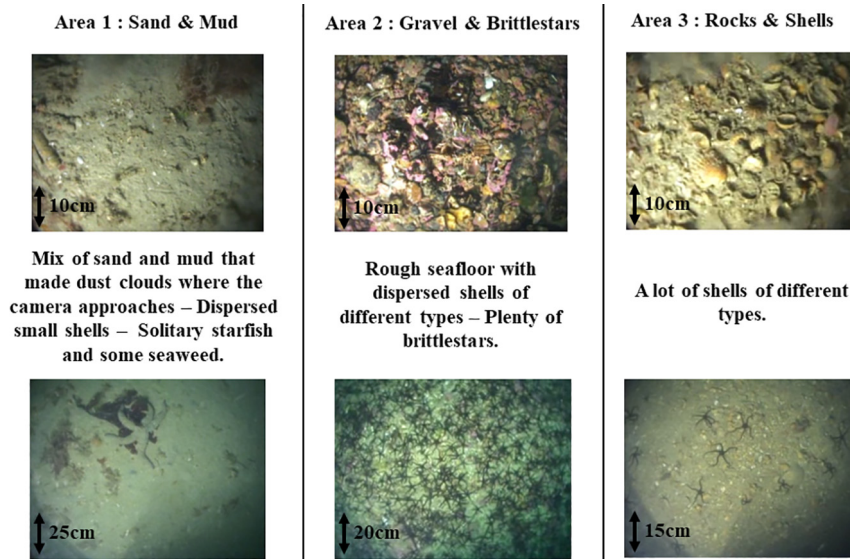 Area 1 : Sand & Mud
10cm
Mix of sand and mud that
made dust clouds where the
camera approaches – Dispersed
small shells – Solitary starfish
and some seaweed.
25cm
Area 2 : Gravel & Brittlestars
10cm
Rough seafloor with
dispersed shells of
different types – Plenty of
brittlestars.
20cm
Area 3 : Rocks & Shells
10cm
A lot of shells of different
types.
15cm